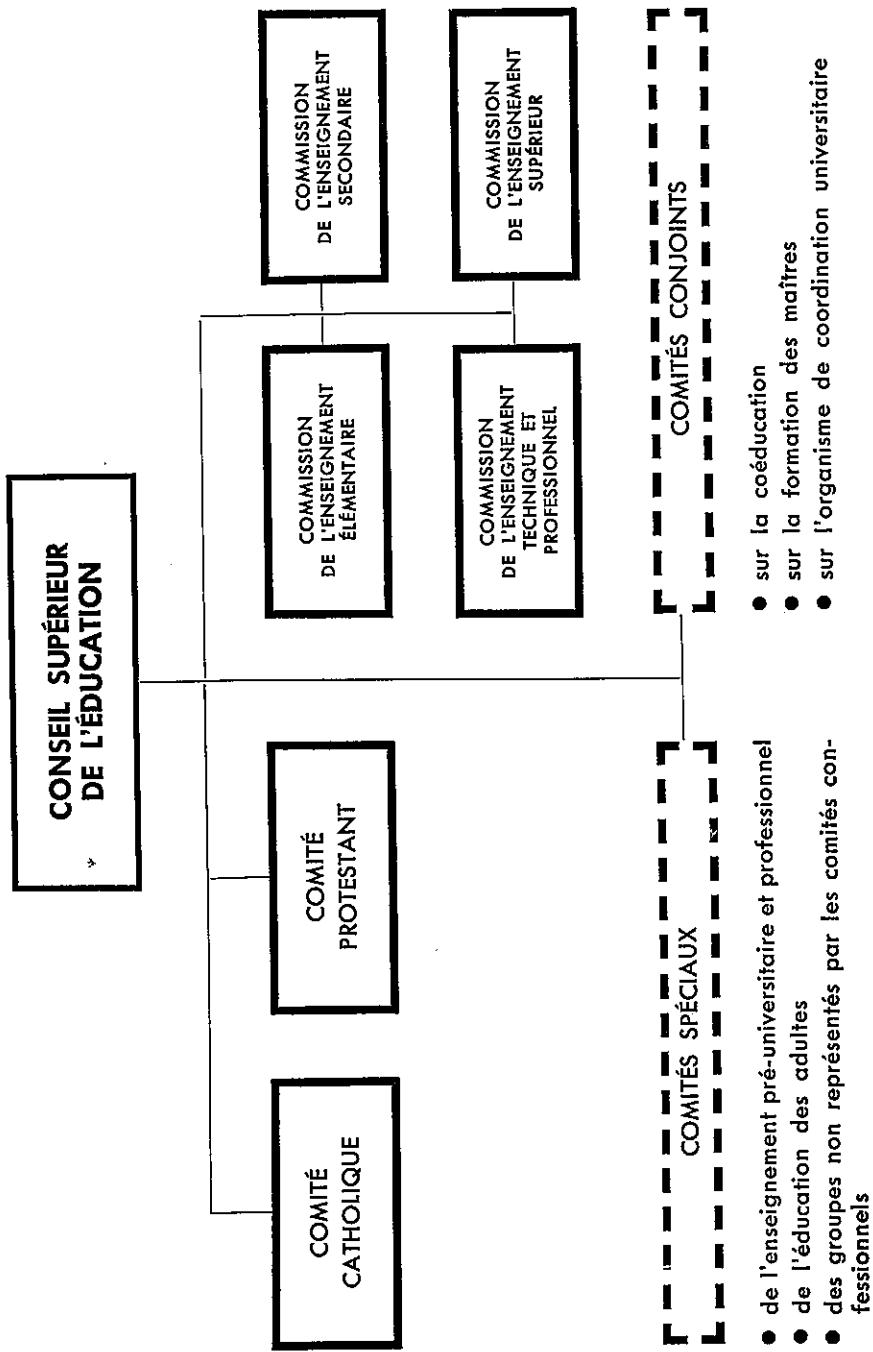 CONSEIL SUPÉRIEUR
DE L'ÉDUCATION
COMITÉ
CATHOLIQUE
COMITÉ
PROTESTANT
COMMISSION
DE L'ENSEIGNEMENT
ÉLÉMENTAIRE
COMMISSION
DE L'ENSEIGNEMENT
SECONDAIRE
COMMISSION
DE L'ENSEIGNEMENT
TECHNIQUE ET
PROFESSIONNEL
COMMISSION
DE L'ENSEIGNEMENT
SUPÉRIEUR
COMITÉS SPÉCIAUX
● de l'enseignement pré-universitaire et professionnel
● de l'éducation des adultes
● des groupes non représentés par les comités con-
fessionnels
COMITÉS CONJOINTS
● sur la coéducation
● sur la formation des maîtres
● sur l'organisme de coordination universitaire